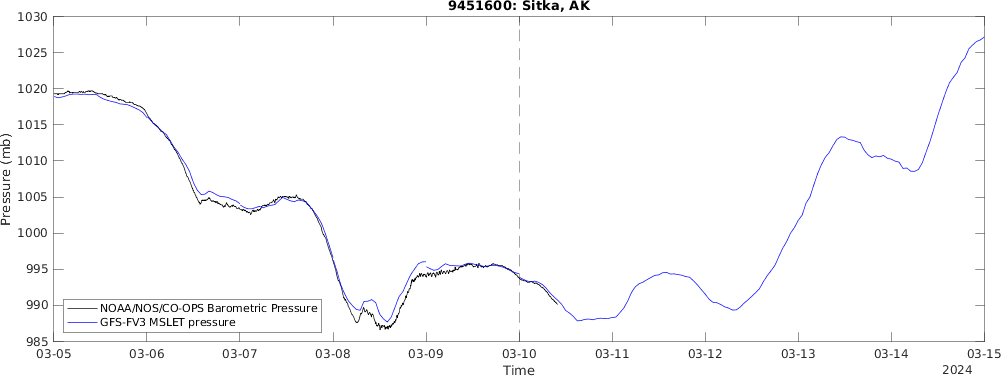 9451600: Sitka, AK
1030
1025
1020
1015
1010
1005
1000
995
990
985
Pressure (mb)
NOAA/NOS/CO-OPS Barometric Pressure
GFS-FV3 MSLET pressure
03-05 03-06 03-07 03-08 03-09 03-10 03-11 03-12 03-13 03-14 03-15
Time
2024